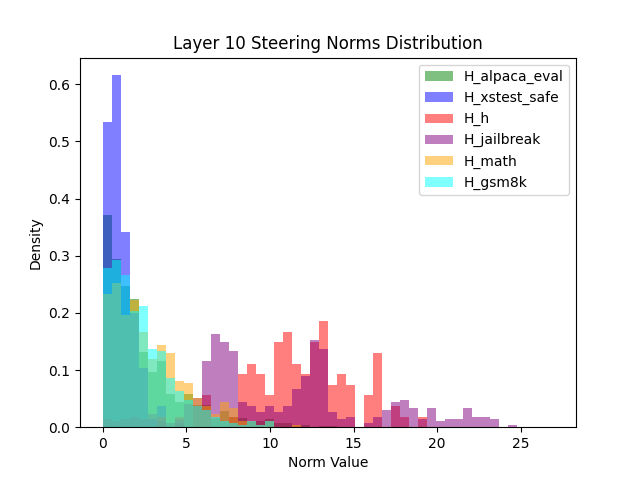 Layer 10 Steering Norms Distribution
H_alpaca_eval
H_xstest_safe
H_h
H_jailbreak
H_math
H_gsm8k
Density
0.6
0.5
0.4
0.3
0.2
0.1
0.0
0 5 10 15 20 25
Norm Value